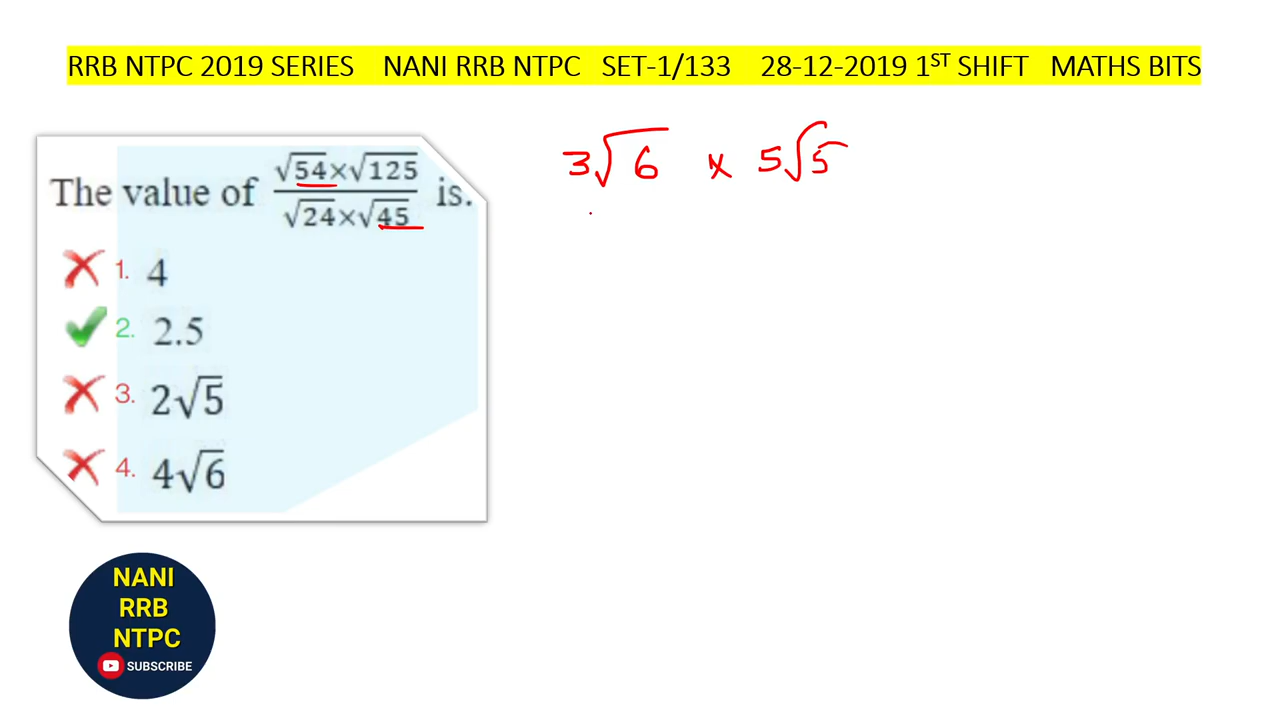 RRB NTPC 2019 SERIES NANI RRB NTPC SET-1/133 28-12-2019 1ST SHIFT MATHS BITS
The value of (√54×√125)/(√24×√45) is.
1. 4
2. 2.5
3. 2√5
4. 4√6
3√6 × 5√5
NANI
RRB
NTPC
SUBSCRIBE